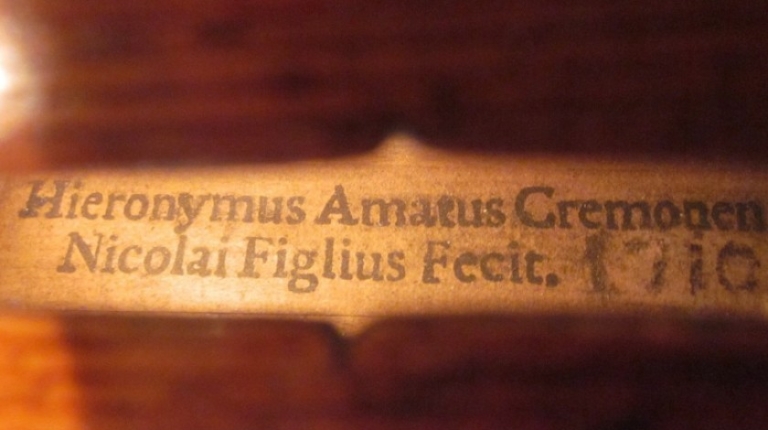 Hieronymus Amatus Cremonen
Nicolai Figlius Fecit. 1710